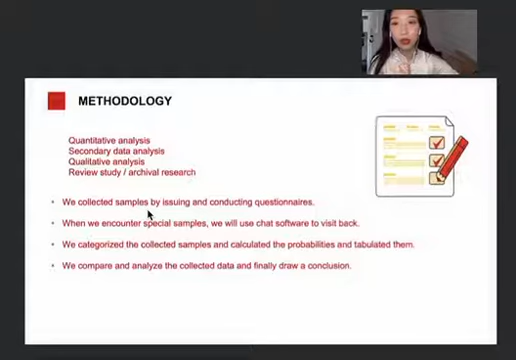 METHODOLOGY
Quantitative analysis
Secondary data analysis
Qualitative analysis
Review study / archival research
• We collected samples by issuing and conducting questionnaires.
• When we encounter special samples, we will use chat software to visit back.
• We categorized the collected samples and calculated the probabilities and tabulated them.
• We compare and analyze the collected data and finally draw a conclusion.